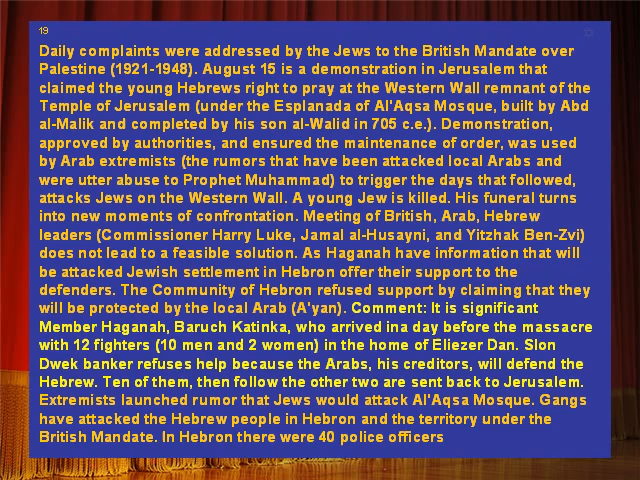 19
Daily complaints were addressed by the Jews to the British Mandate over
Palestine (1921-1948). August 15 is a demonstration in Jerusalem that
claimed the young Hebrews right to pray at the Western Wall remnant of the
Temple of Jerusalem (under the Esplanada of Al'Aqsa Mosque, built by Abd
al-Malik and completed by his son al-Walid in 705 c.e.). Demonstration,
approved by authorities, and ensured the maintenance of order, was used
by Arab extremists (the rumors that have been attacked local Arabs and
were utter abuse to Prophet Muhammad) to trigger the days that followed,
attacks Jews on the Western Wall. A young Jew is killed. His funeral turns
into new moments of confrontation. Meeting of British, Arab, Hebrew
leaders (Commissioner Harry Luke, Jamal al-Husayni, and Yitzhak Ben-Zvi)
does not lead to a feasible solution. As Haganah have information that will
be attacked Jewish settlement in Hebron offer their support to the
defenders. The Community of Hebron refused support by claiming that they
will be protected by the local Arab (A'yan). Comment: It is significant
Member Haganah, Baruch Katinka, who arrived ina day before the massacre
with 12 fighters (10 men and 2 women) in the home of Eliezer Dan. Slon
Dwek banker refuses help because the Arabs, his creditors, will defend the
Hebrew. Ten of them, then follow the other two are sent back to Jerusalem.
Extremists launched rumor that Jews would attack Al'Aqsa Mosque. Gangs
have attacked the Hebrew people in Hebron and the territory under the
British Mandate. In Hebron there were 40 police officers